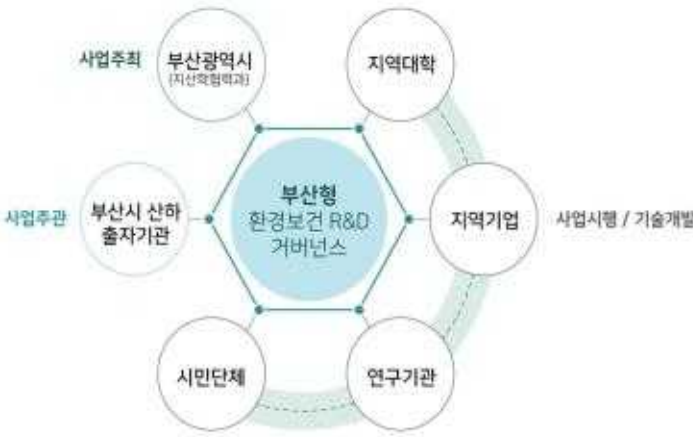 사업주최
부산광역시
(지산학협력과)
지역대학
부산형
환경보건 R&D
거버넌스
사업주관
부산시 산하
출자기관
지역기업
사업시행 / 기술개발
시민단체
연구기관